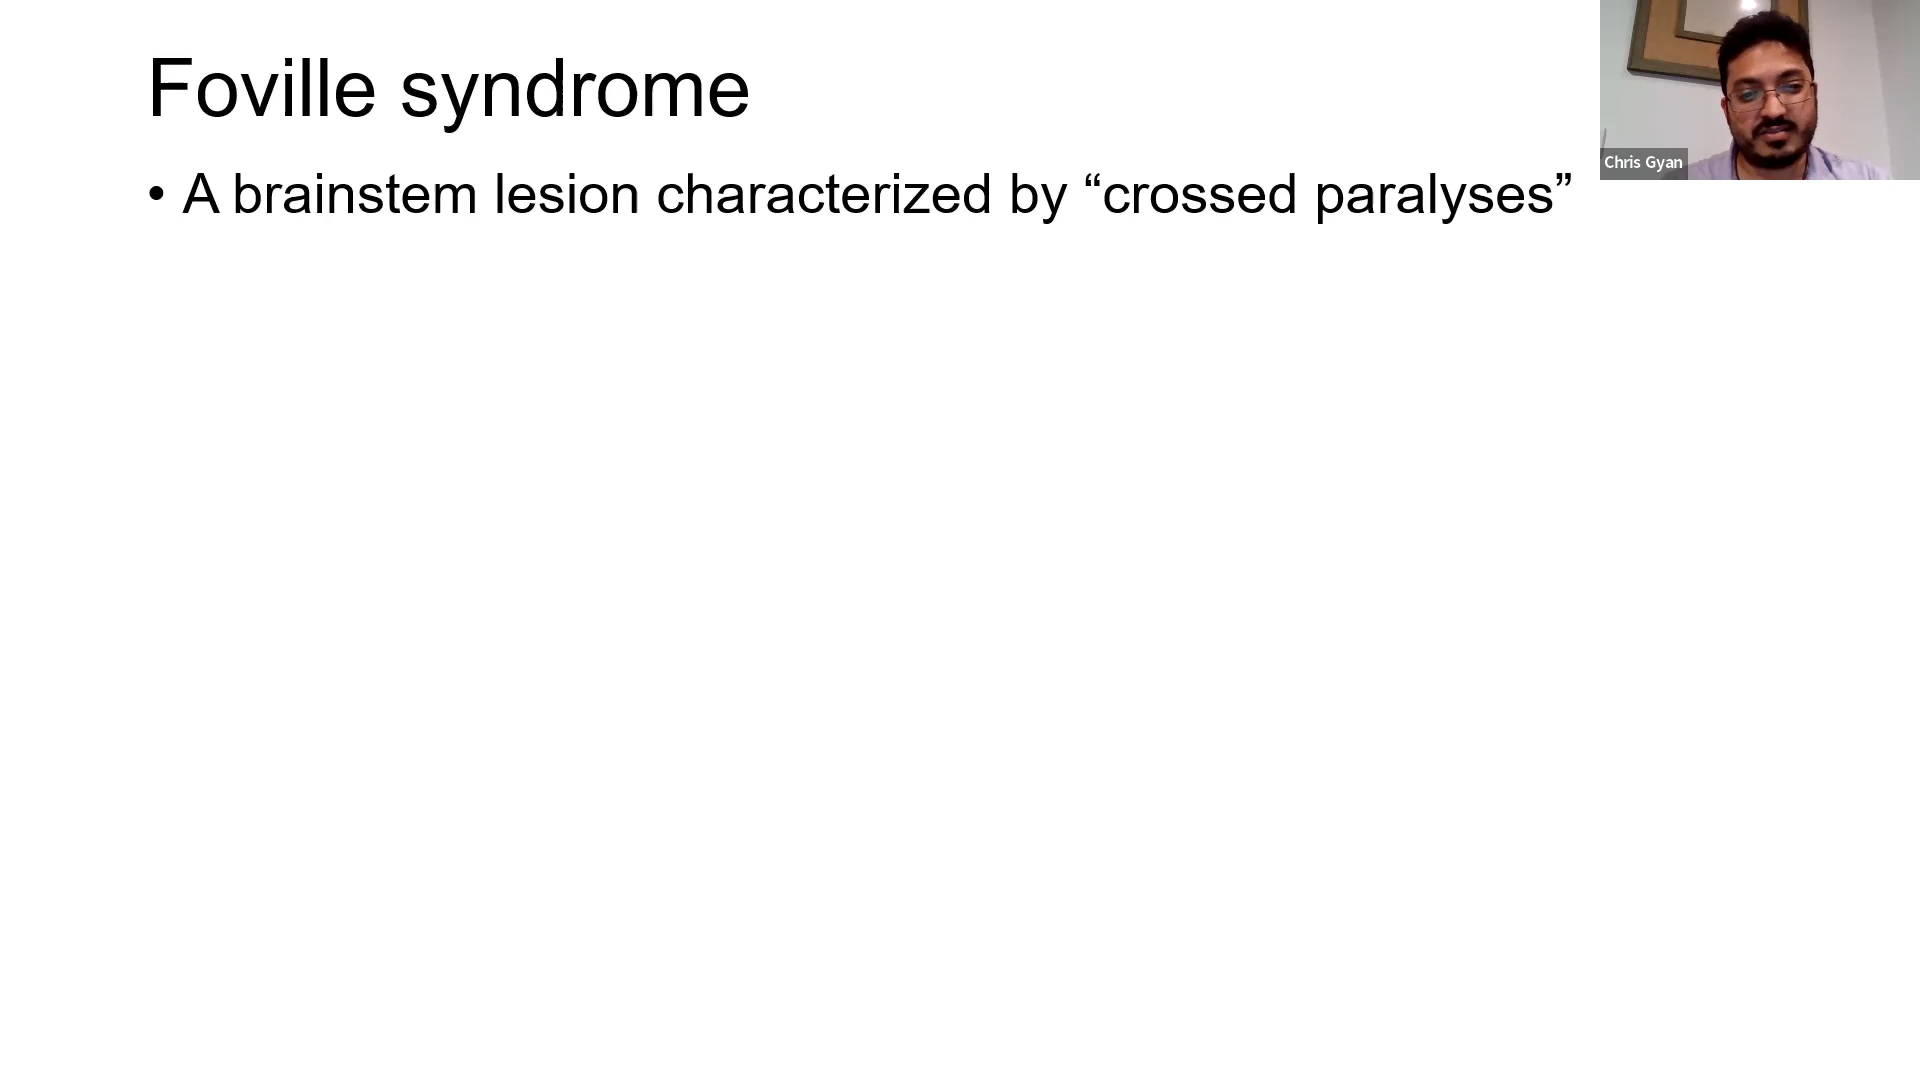 Foville syndrome
• A brainstem lesion characterized by “crossed paralyses”
Chris Gyan